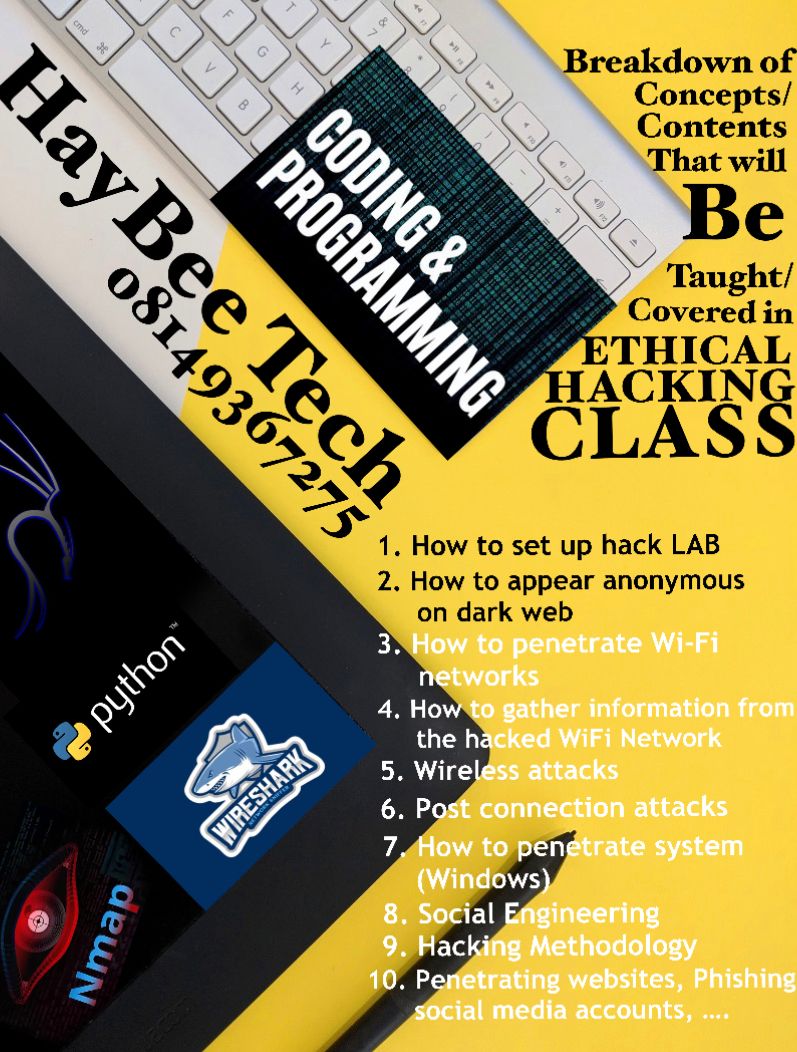 HayBee Tech
08149367275
CODING &
PROGRAMMING
Breakdown of
Concepts/
Contents
That will
Be
Taught/
Covered in
ETHICAL
HACKING
CLASS
1. How to set up hack LAB
2. How to appear anonymous
on dark web
3. How to penetrate Wi-Fi
networks
4. How to gather information from
the hacked WiFi Network
5. Wireless attacks
6. Post connection attacks
7. How to penetrate system
(Windows)
8. Social Engineering
9. Hacking Methodology
10. Penetrating websites, Phishing
social media accounts, ....
python™
WIRESHARK
Nmap
cmd
C
V
B
F
G
H
T
Y